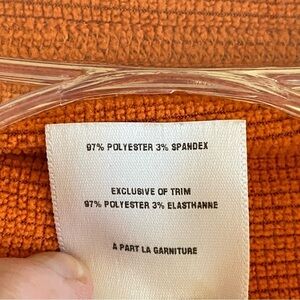 97% POLYESTER 3% SPANDEX
EXCLUSIVE OF TRIM
97% POLYESTER 3% ELASTHANNE
À PART LA GARNITURE